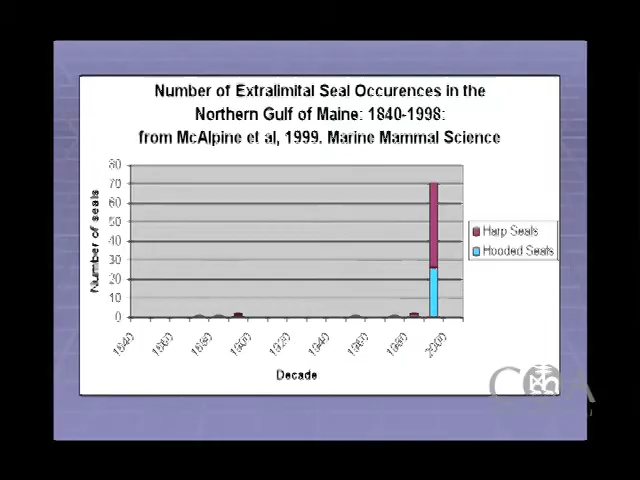 Number of Extralimital Seal Occurences in the
Northern Gulf of Maine: 1840-1998:
from McAlpine et al, 1999. Marine Mammal Science
80
70
60
50
40
30
20
10
0
Number of seals
1840
1860
1880
1900
1920
1940
1960
1980
2000
Decade
Harp Seals
Hooded Seals
COA